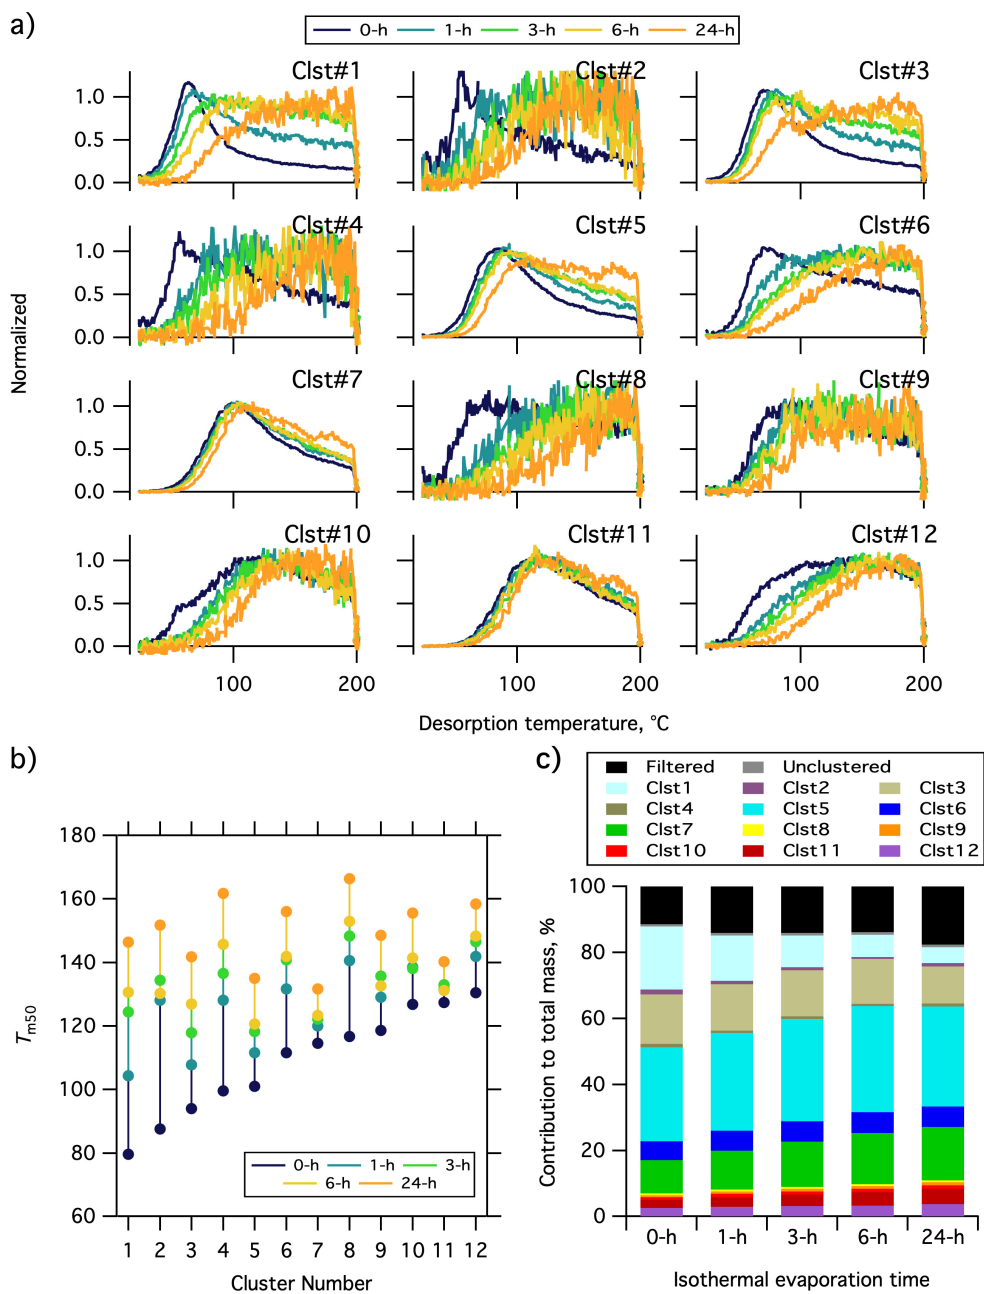 a)
0-h 1-h 3-h 6-h 24-h
Clst#1 Clst#2 Clst#3
1.0
0.5
0.0
Clst#4 Clst#5 Clst#6
1.0
0.5
0.0
Normalized
Clst#7 Clst#8 Clst#9
1.0
0.5
0.0
Clst#10 Clst#11 Clst#12
1.0
0.5
0.0
100 200 100 200 100 200
Desorption temperature, °C
b)
180
160
140
120
100
80
60
Tm50
0-h 1-h 3-h
6-h 24-h
1 2 3 4 5 6 7 8 9 10 11 12
Cluster Number
c)
Filtered Unclustered
Clst1 Clst2 Clst3
Clst4 Clst5 Clst6
Clst7 Clst8 Clst9
Clst10 Clst11 Clst12
100
80
60
40
20
0
Contribution to total mass, %
0-h 1-h 3-h 6-h 24-h
Isothermal evaporation time